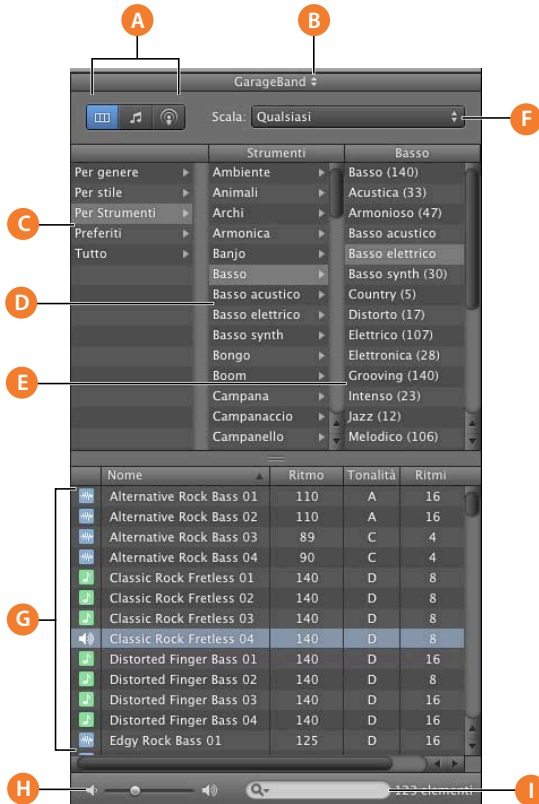 A
B
GarageBand
Scala: Qualsiasi
F
Strumenti Basso
Per genere Ambiente Basso (140)
Per stile Animali Acustica (33)
Per Strumenti Archi Armonioso (47)
C
Preferiti Armonica Basso acustico
Tutto Banjo Basso elettrico
Basso Basso synth (30)
D
Basso acustico Country (5)
Basso elettrico Distorto (17)
Basso synth Elettrico (107)
Bongo Elettronica (28)
E
Boom Grooving (140)
Campana Intenso (23)
Campanaccio Jazz (12)
Campanello Melodico (106)
Nome Ritmo Tonalità Ritmi
Alternative Rock Bass 01 110 A 16
Alternative Rock Bass 02 110 A 16
Alternative Rock Bass 03 89 C 4
Alternative Rock Bass 04 90 C 4
Classic Rock Fretless 01 140 D 8
Classic Rock Fretless 02 140 D 8
G
Classic Rock Fretless 03 140 D 8
Classic Rock Fretless 04 140 D 8
Distorted Finger Bass 01 140 D 16
Distorted Finger Bass 02 140 D 8
Distorted Finger Bass 03 140 D 16
Distorted Finger Bass 04 140 D 16
Edgy Rock Bass 01 125 D 16
H
123 elementi
I